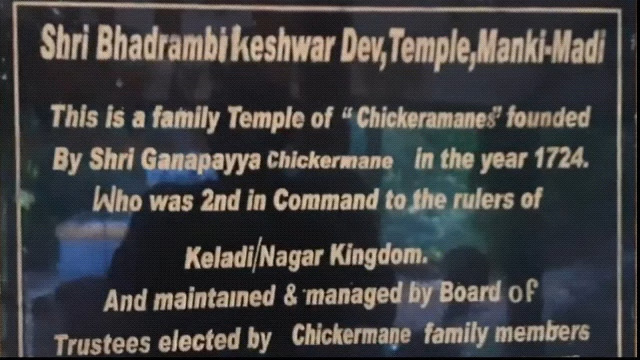 Shri Bhadrambikeshwar Dev,Temple,Manki-Madi
This is a family Temple of "Chickeramanes" founded
By Shri Ganapayya Chickermane in the year 1724.
Who was 2nd in Command to the rulers of
Keladi/Nagar Kingdom.
And maintained & managed by Board of
Trustees elected by Chickermane family members